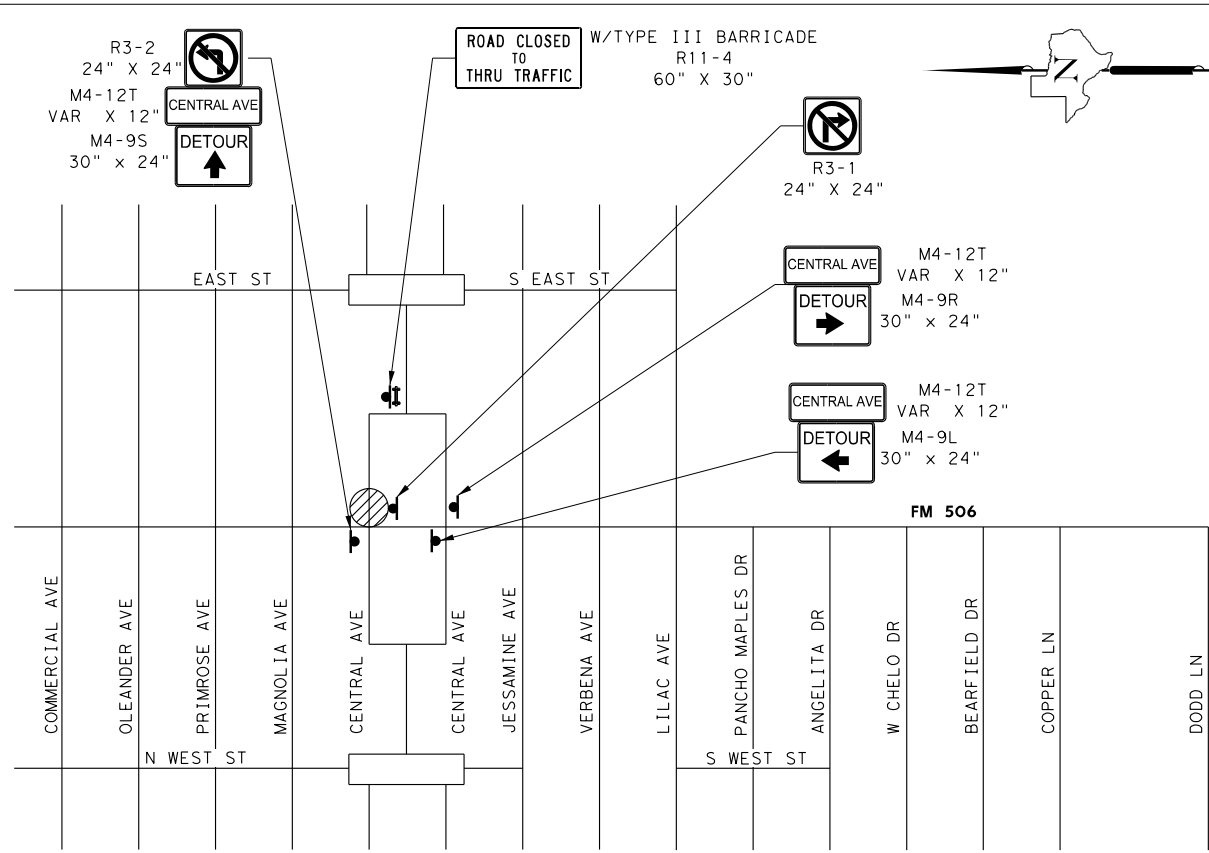 R3-2
24" X 24"
M4-12T
VAR X 12"
CENTRAL AVE
M4-9S
30" x 24"
DETOUR
ROAD CLOSED
TO
THRU TRAFFIC
W/TYPE III BARRICADE
R11-4
60" X 30"
N
R3-1
24" X 24"
CENTRAL AVE
M4-12T
VAR X 12"
DETOUR
M4-9R
30" x 24"
CENTRAL AVE
M4-12T
VAR X 12"
DETOUR
M4-9L
30" x 24"
EAST ST
S EAST ST
FM 506
COMMERCIAL AVE
OLEANDER AVE
PRIMROSE AVE
MAGNOLIA AVE
CENTRAL AVE
CENTRAL AVE
JESSAMINE AVE
VERBENA AVE
LILAC AVE
PANCHO MAPLES DR
ANGELITA DR
W CHELO DR
BEARFIELD DR
COPPER LN
DODD LN
N WEST ST
S WEST ST